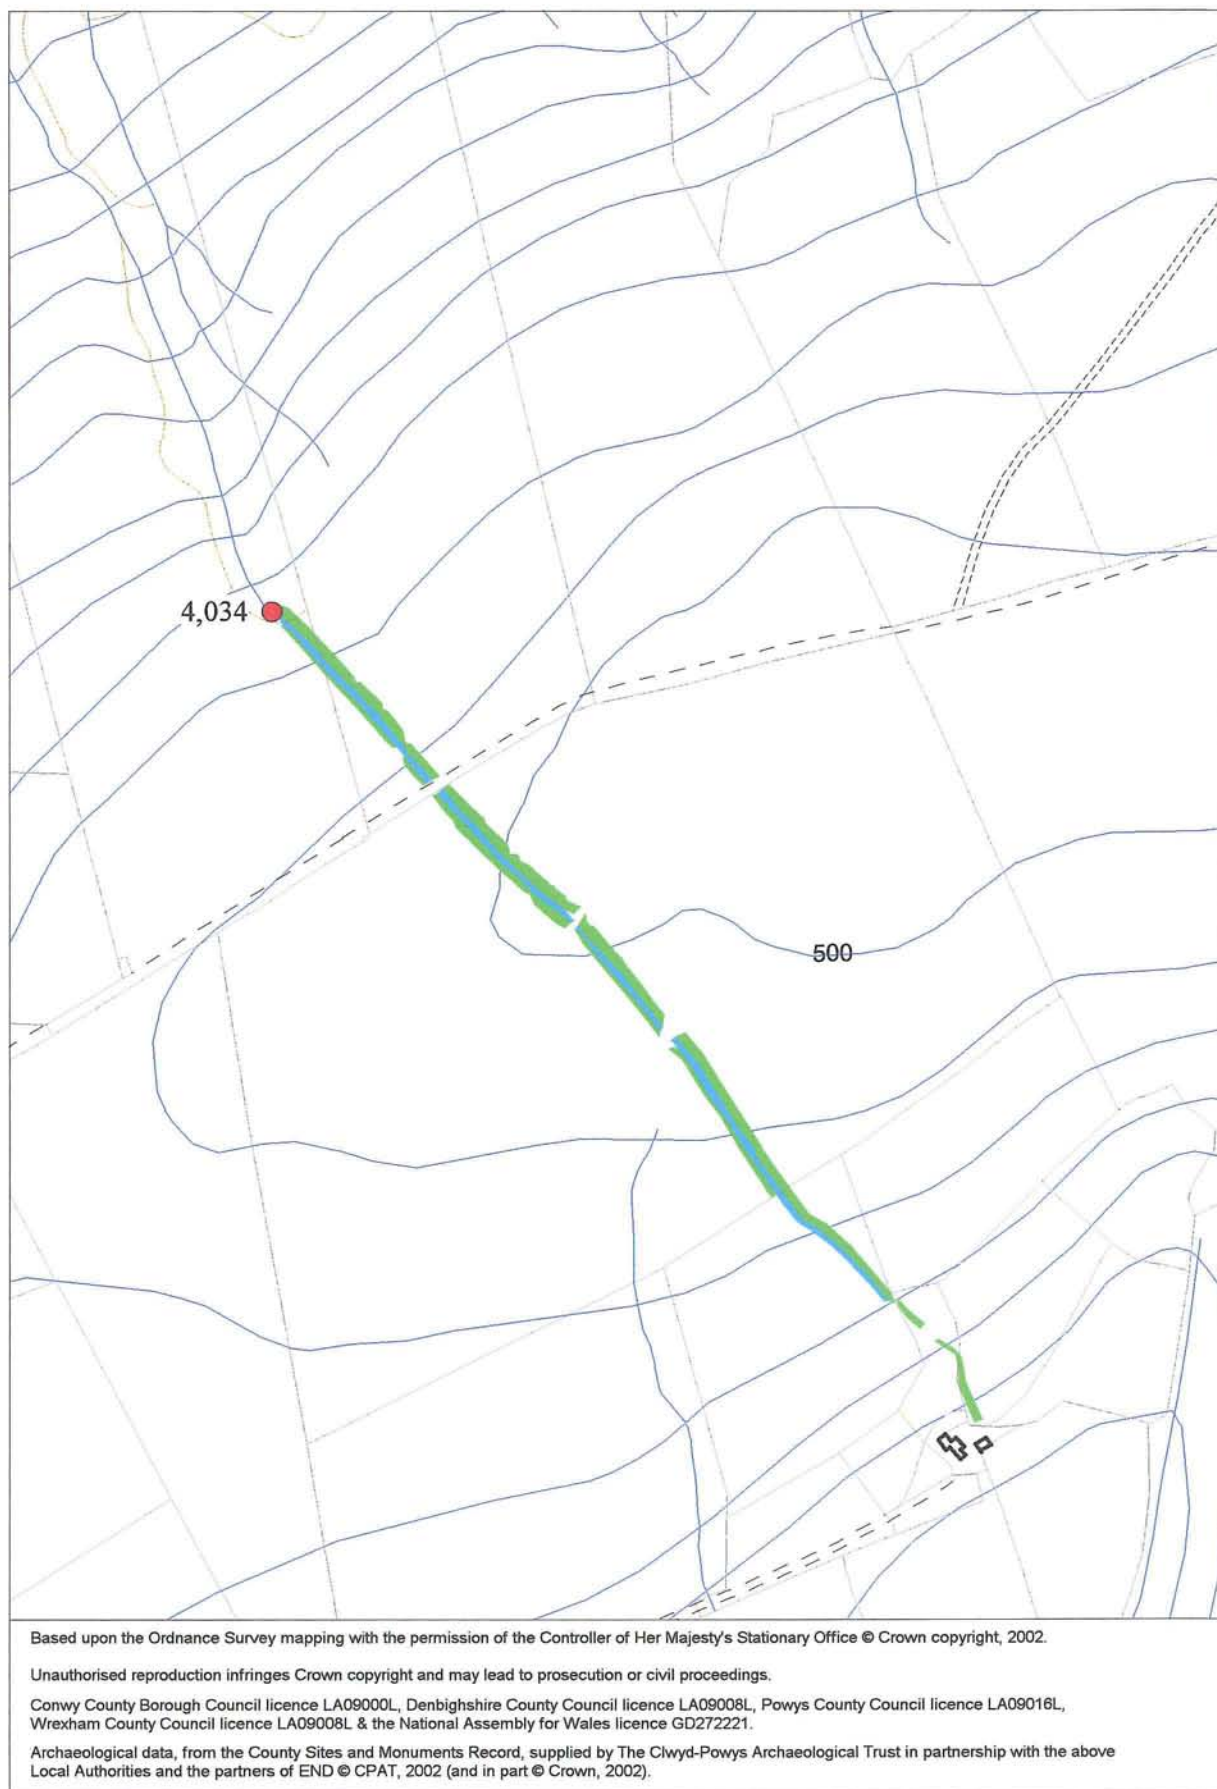 4,034
500
Based upon the Ordnance Survey mapping with the permission of the Controller of Her Majesty's Stationary Office © Crown copyright, 2002.
Unauthorised reproduction infringes Crown copyright and may lead to prosecution or civil proceedings.
Conwy County Borough Council licence LA09000L, Denbighshire County Council licence LA09008L, Powys County Council licence LA09016L,
Wrexham County Council licence LA09008L & the National Assembly for Wales licence GD272221.
Archaeological data, from the County Sites and Monuments Record, supplied by The Clwyd-Powys Archaeological Trust in partnership with the above
Local Authorities and the partners of END © CPAT, 2002 (and in part © Crown, 2002).